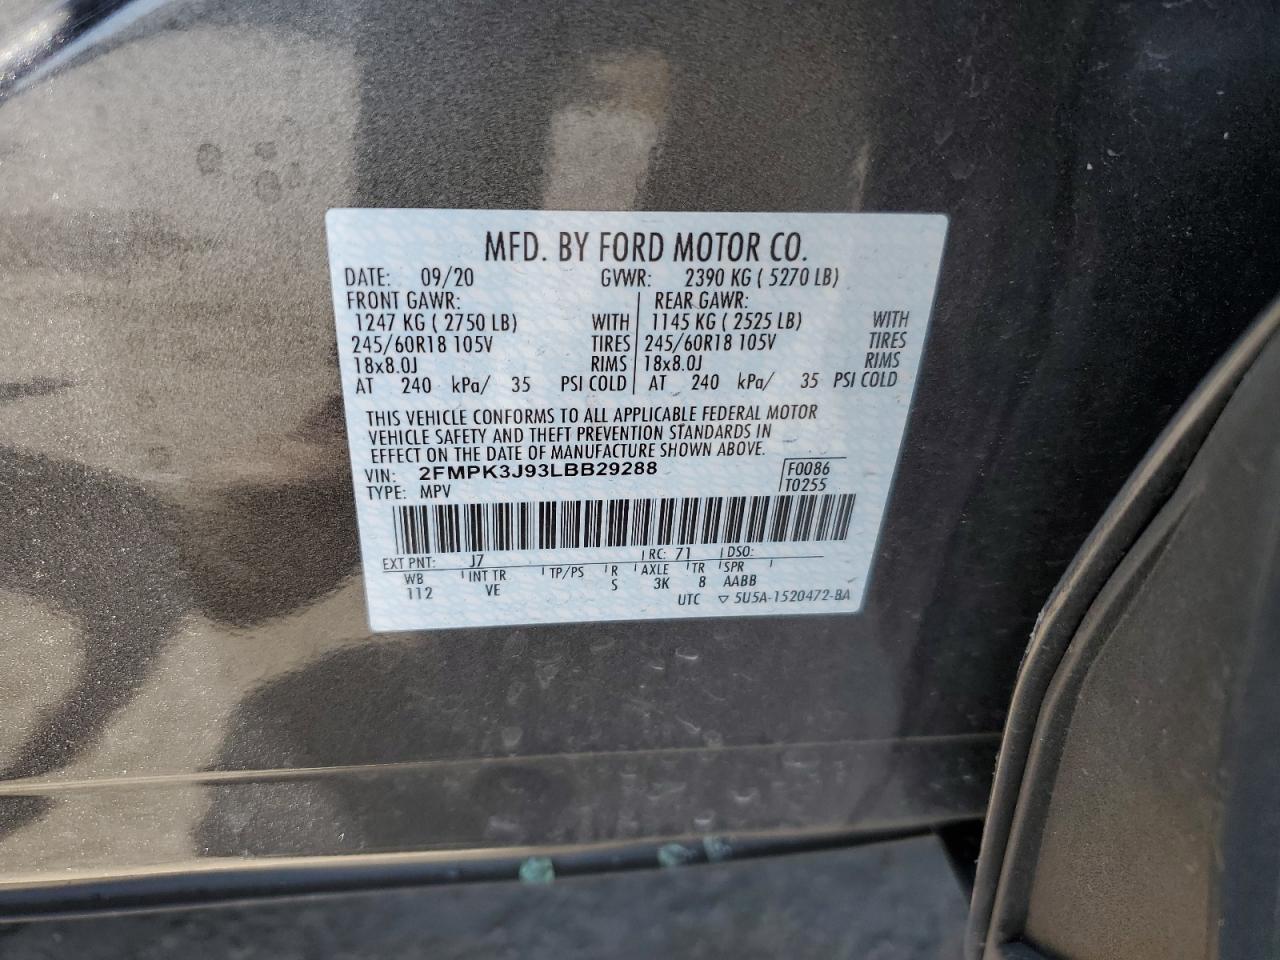 MFD. BY FORD MOTOR CO.
DATE: 09/20 GVWR: 2390 KG ( 5270 LB)
FRONT GAWR: REAR GAWR:
1247 KG ( 2750 LB) WITH 1145 KG ( 2525 LB) WITH
245/60R18 105V TIRES 245/60R18 105V TIRES
18x8.0J RIMS 18x8.0J RIMS
AT 240 kPa/ 35 PSI COLD AT 240 kPa/ 35 PSI COLD
THIS VEHICLE CONFORMS TO ALL APPLICABLE FEDERAL MOTOR
VEHICLE SAFETY AND THEFT PREVENTION STANDARDS IN
EFFECT ON THE DATE OF MANUFACTURE SHOWN ABOVE.
VIN: 2FMPK3J93LBB29288 F0086
TYPE: MPV T0255
EXT PNT: J7 RC: 71 DSO:
WB INT TR TP/PS R AXLE TR SPR
112 VE S 3K 8 AABB
UTC ▽ 5U5A-1520472-BA